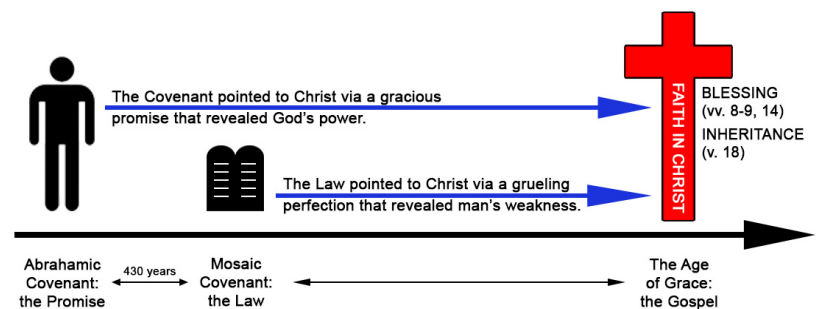 The Covenant pointed to Christ via a gracious
promise that revealed God's power.
FAITH IN CHRIST
BLESSING
(vv. 8-9, 14)
INHERITANCE
(v. 18)
The Law pointed to Christ via a grueling
perfection that revealed man's weakness.
Abrahamic
Covenant:
the Promise
430 years
Mosaic
Covenant:
the Law
The Age
of Grace:
the Gospel